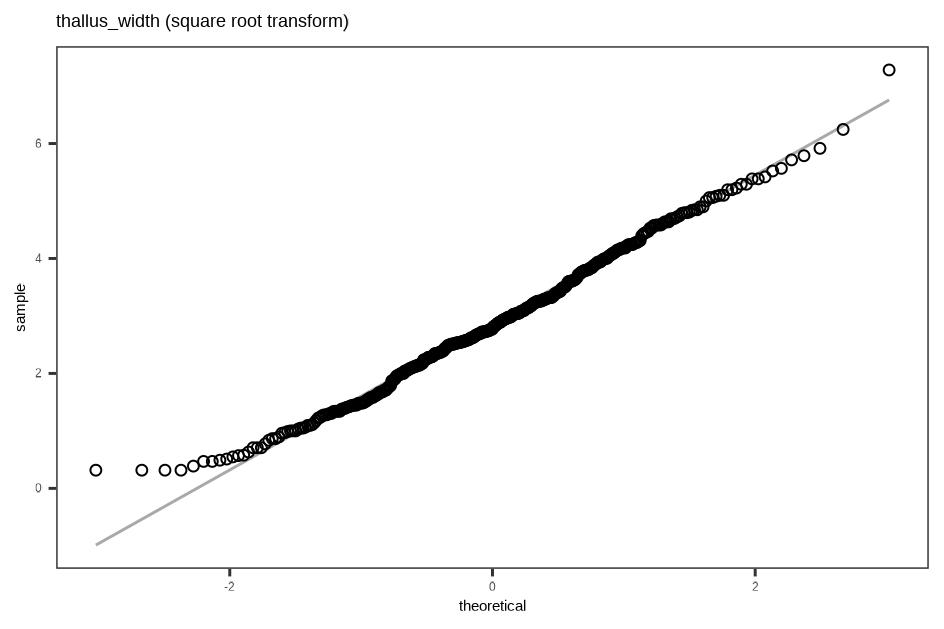 thallus_width (square root transform)
6
4
2
0
sample
-2 0 2
theoretical